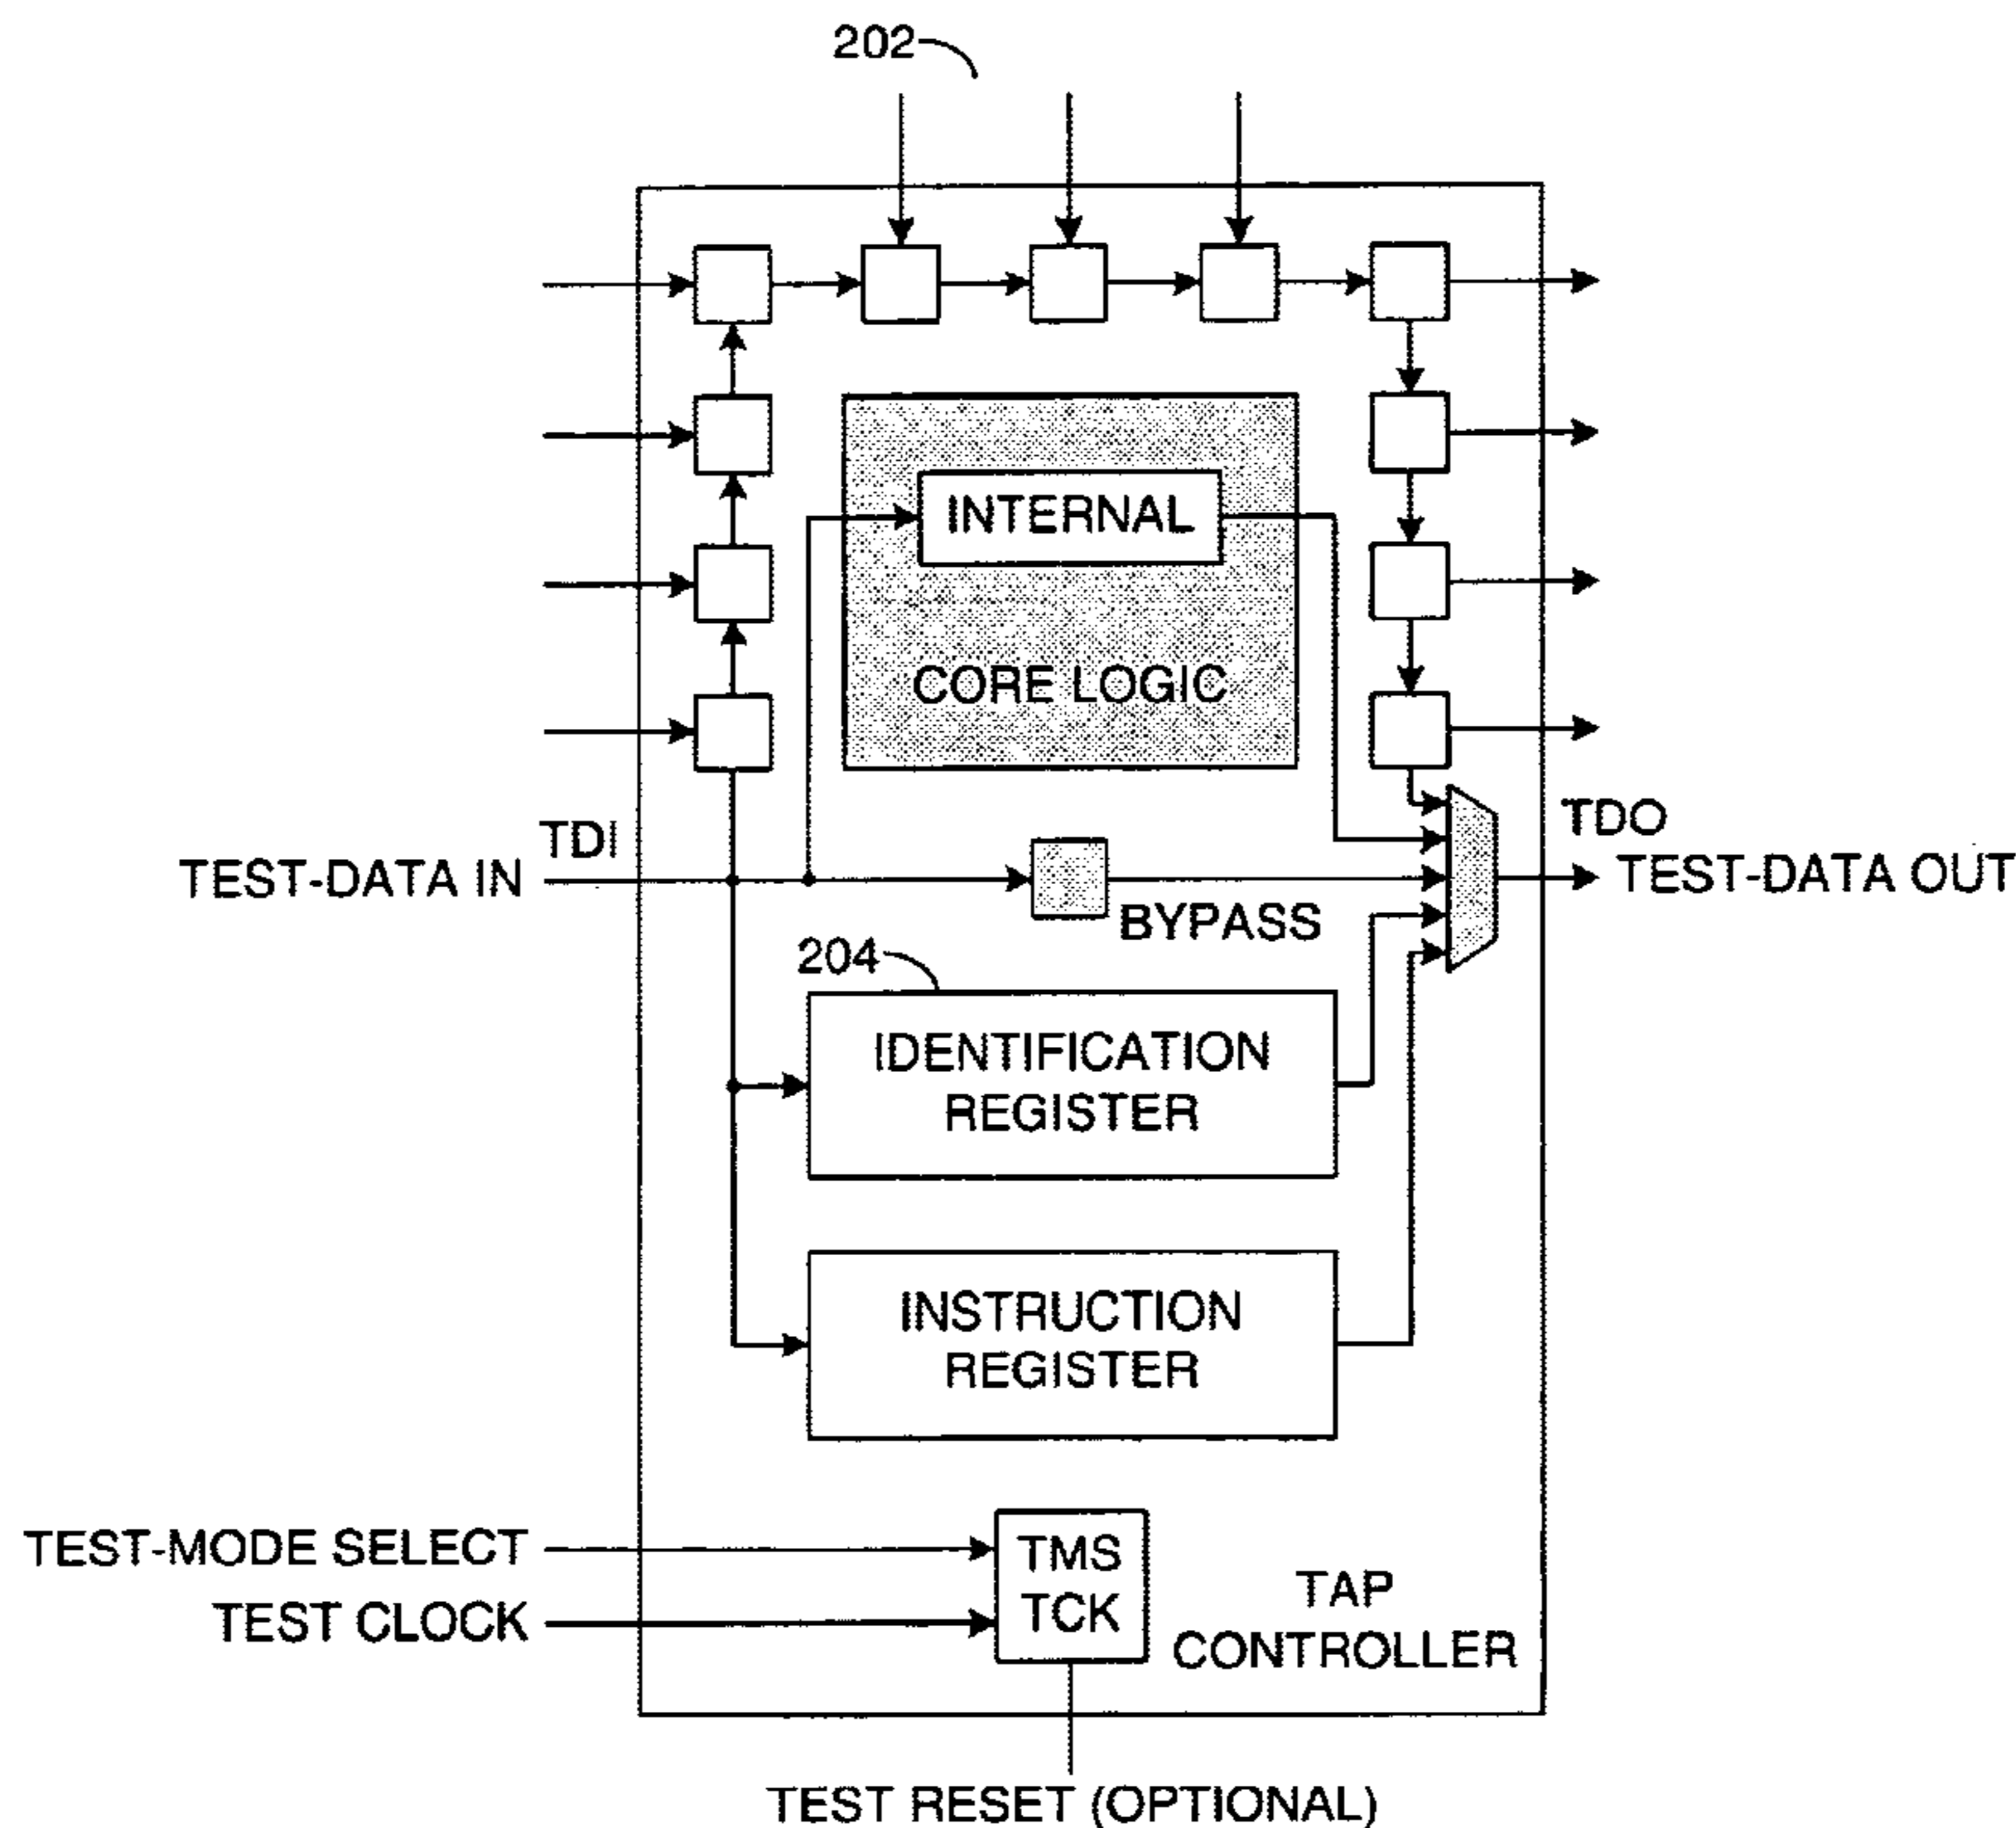 202
INTERNAL
CORE LOGIC
TDI
TEST-DATA IN
TDO
TEST-DATA OUT
BYPASS
204
IDENTIFICATION
REGISTER
INSTRUCTION
REGISTER
TEST-MODE SELECT
TEST CLOCK
TMS
TCK
TAP
CONTROLLER
TEST RESET (OPTIONAL)